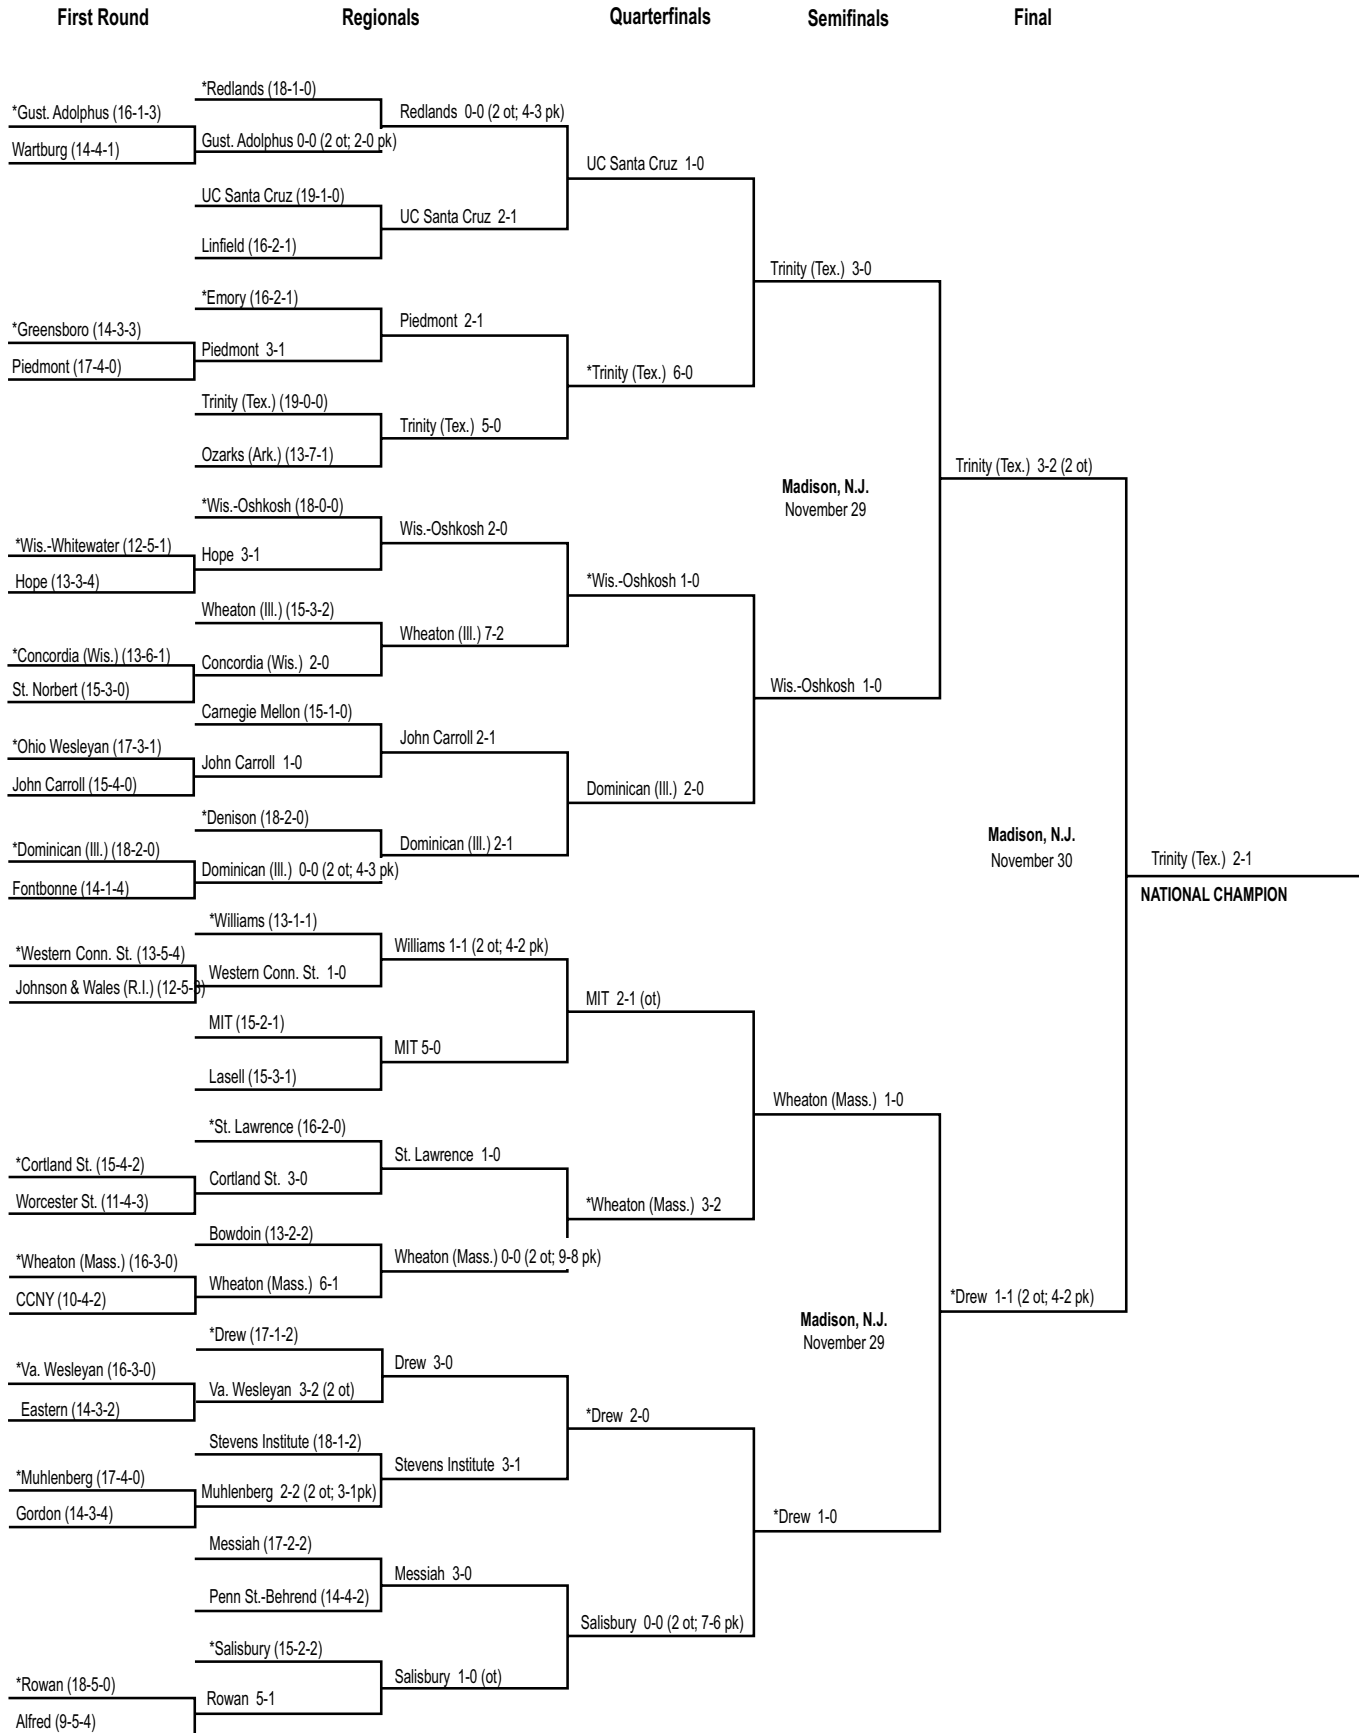 First Round
Regionals
Quarterfinals
Semifinals
Final
*Gust. Adolphus (16-1-3)
Wartburg (14-4-1)
*Greensboro (14-3-3)
Piedmont (17-4-0)
*Wis.-Whitewater (12-5-1)
Hope (13-3-4)
*Concordia (Wis.) (13-6-1)
St. Norbert (15-3-0)
*Ohio Wesleyan (17-3-1)
John Carroll (15-4-0)
*Dominican (Ill.) (18-2-0)
Fontbonne (14-1-4)
*Western Conn. St. (13-5-4)
Johnson & Wales (R.I.)
*Cortland St. (15-4-2)
Worcester St. (11-4-3)
*Wheaton (Mass.) (16-3-0)
CCNY (10-4-2)
*Va. Wesleyan (16-3-0)
Eastern (14-3-2)
*Muhlenberg (17-4-0)
Gordon (14-3-4)
*Rowan (18-5-0)
Alfred (9-5-4)
*Redlands (18-1-0)
Gust. Adolphus 0-0 (2 ot; 2-0 pk)
UC Santa Cruz (19-1-0)
Linfield (16-2-1)
*Emory (16-2-1)
Piedmont 3-1
Trinity (Tex.) (19-0-0)
Ozarks (Ark.) (13-7-1)
*Wis.-Oshkosh (18-0-0)
Hope 3-1
Wheaton (Ill.) (15-3-2)
Concordia (Wis.) 2-0
Carnegie Mellon (15-1-0)
John Carroll 1-0
*Denison (18-2-0)
Dominican (Ill.) 0-0 (2 ot; 4-3 pk)
*Williams (13-1-1)
Western Conn. St. 1-0
MIT (15-2-1)
Lasell (15-3-1)
*St. Lawrence (16-2-0)
Cortland St. 3-0
Bowdoin (13-2-2)
Wheaton (Mass.) 6-1
*Drew (17-1-2)
Va. Wesleyan 3-2 (2 ot)
Stevens Institute (18-1-2)
Muhlenberg 2-2 (2 ot; 3-1pk)
Messiah (17-2-2)
Penn St.-Behrend (14-4-2)
*Salisbury (15-2-2)
Rowan 5-1
Redlands 0-0 (2 ot; 4-3 pk)
UC Santa Cruz 2-1
Piedmont 2-1
Trinity (Tex.) 5-0
Wis.-Oshkosh 2-0
Wheaton (Ill.) 7-2
John Carroll 2-1
Dominican (Ill.) 2-1
Williams 1-1 (2 ot; 4-2 pk)
MIT 5-0
St. Lawrence 1-0
Wheaton (Mass.) 0-0 (2 ot; 9-8 pk)
Drew 3-0
Stevens Institute 3-1
Messiah 3-0
Salisbury 1-0 (ot)
UC Santa Cruz 1-0
*Trinity (Tex.) 6-0
*Wis.-Oshkosh 1-0
Dominican (Ill.) 2-0
MIT 2-1 (ot)
*Wheaton (Mass.) 3-2
*Drew 2-0
Salisbury 0-0 (2 ot; 7-6 pk)
Trinity (Tex.) 3-0
Madison, N.J.
November 29
Wis.-Oshkosh 1-0
Wheaton (Mass.) 1-0
Madison, N.J.
November 29
*Drew 1-0
Trinity (Tex.) 3-2 (2 ot)
Madison, N.J.
November 30
*Drew 1-1 (2 ot; 4-2 pk)
Trinity (Tex.) 2-1
NATIONAL CHAMPION